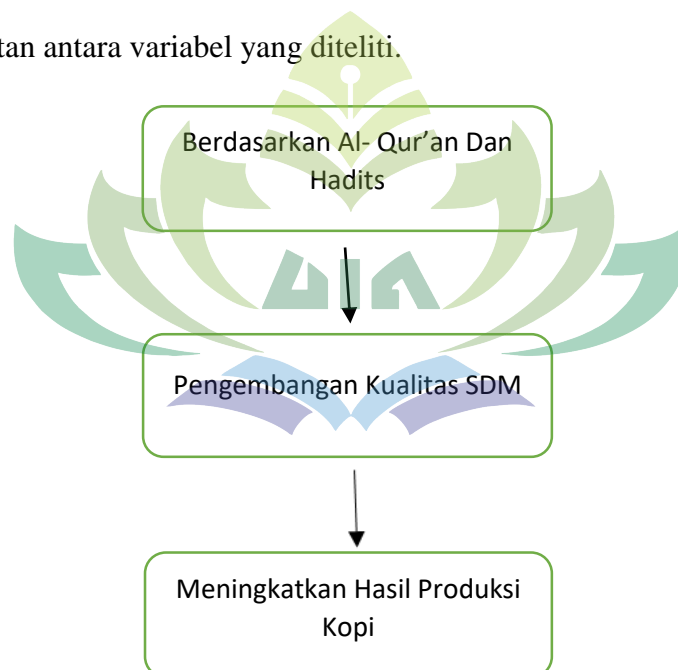 tan antara variabel yang diteliti.
Berdasarkan Al- Qur’an Dan
Hadits
Pengembangan Kualitas SDM
Meningkatkan Hasil Produksi
Kopi